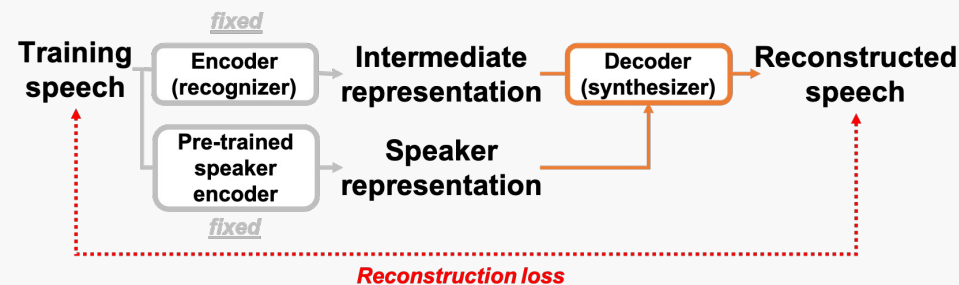 fixed
Training
speech
Encoder
(recognizer)
Intermediate
representation
Decoder
(synthesizer)
Reconstructed
speech
Pre-trained
speaker
encoder
Speaker
representation
fixed
Reconstruction loss